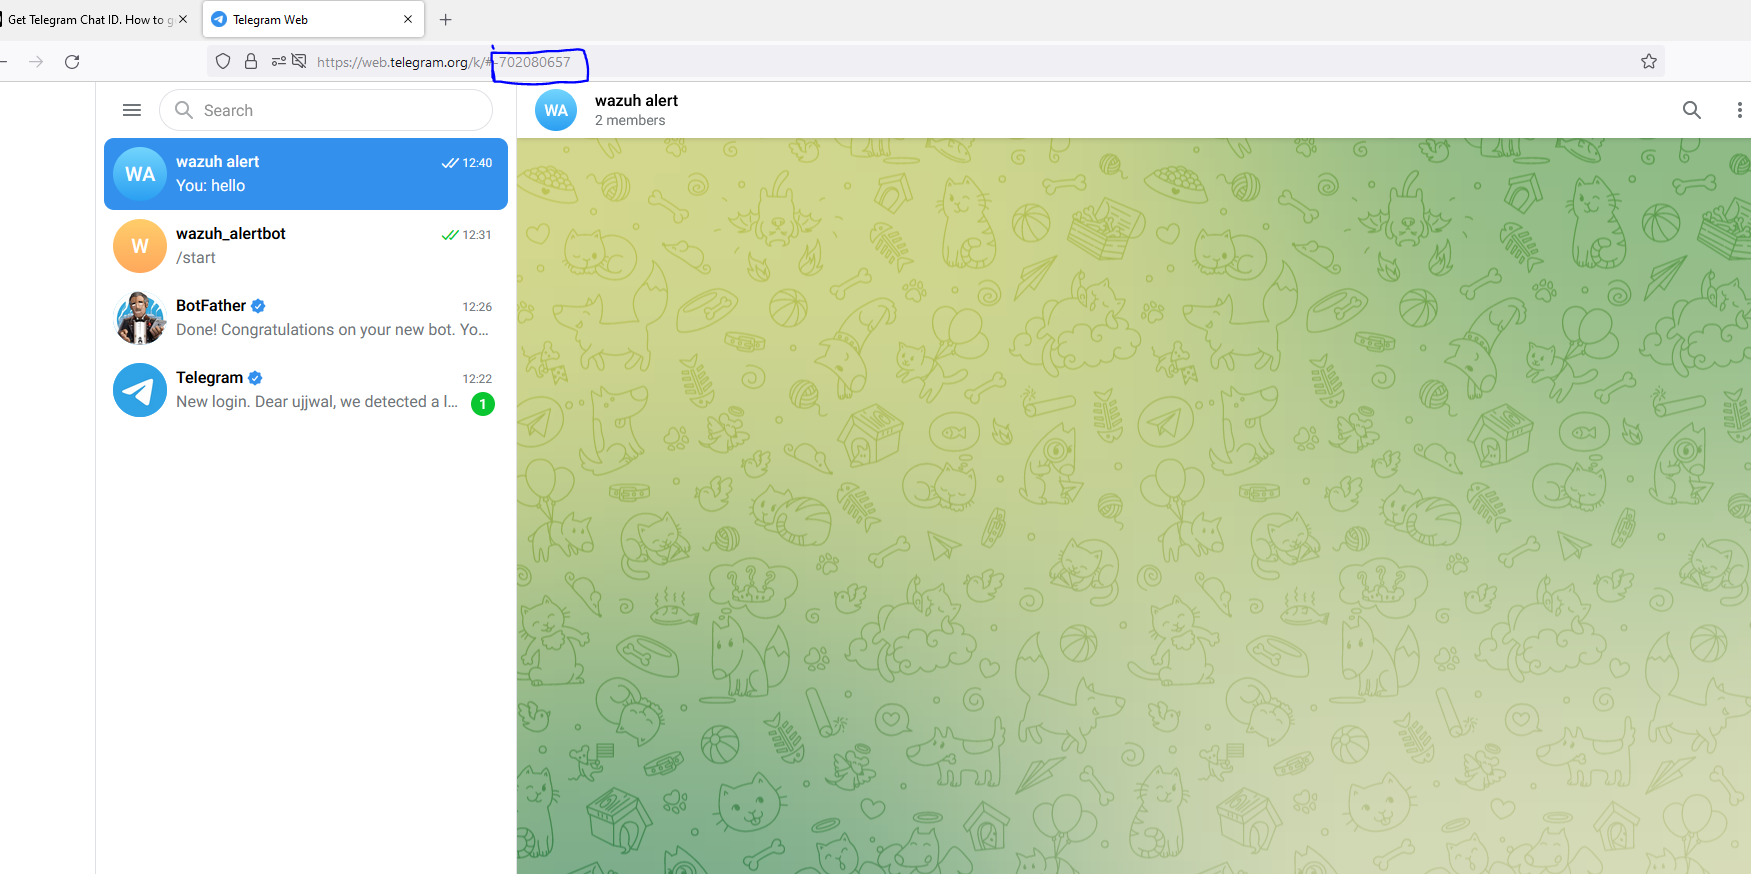 Get Telegram Chat ID. How to g
Telegram Web
https://web.telegram.org/k/#-702080657
Search
WA
wazuh alert
2 members
WA
wazuh alert
12:40
You: hello
W
wazuh_alertbot
12:31
/start
BotFather
12:26
Done! Congratulations on your new bot. Yo...
Telegram
12:22
New login. Dear ujjwal, we detected a l...
1